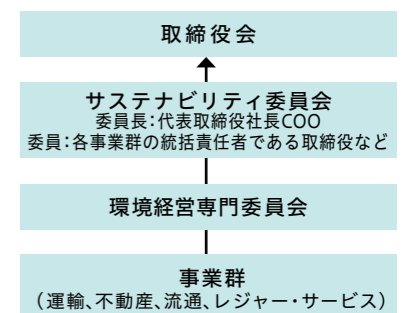 取締役会
サステナビリティ委員会
委員長：代表取締役社長COO
委員：各事業群の統括責任者である取締役など
環境経営専門委員会
事業群
（運輸、不動産、流通、レジャー・サービス）